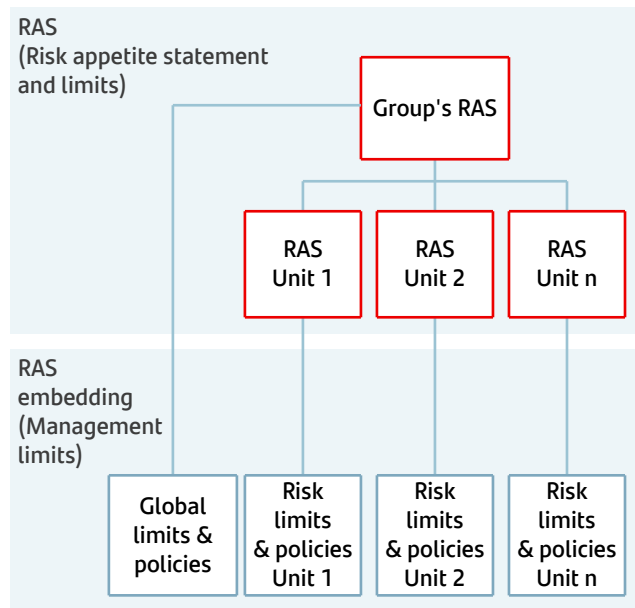 RAS
(Risk appetite statement
and limits)
Group's RAS
RAS
Unit 1
RAS
Unit 2
RAS
Unit n
RAS
embedding
(Management
limits)
Global
limits &
policies
Risk
limits
& policies
Unit 1
Risk
limits
& policies
Unit 2
Risk
limits
& policies
Unit n